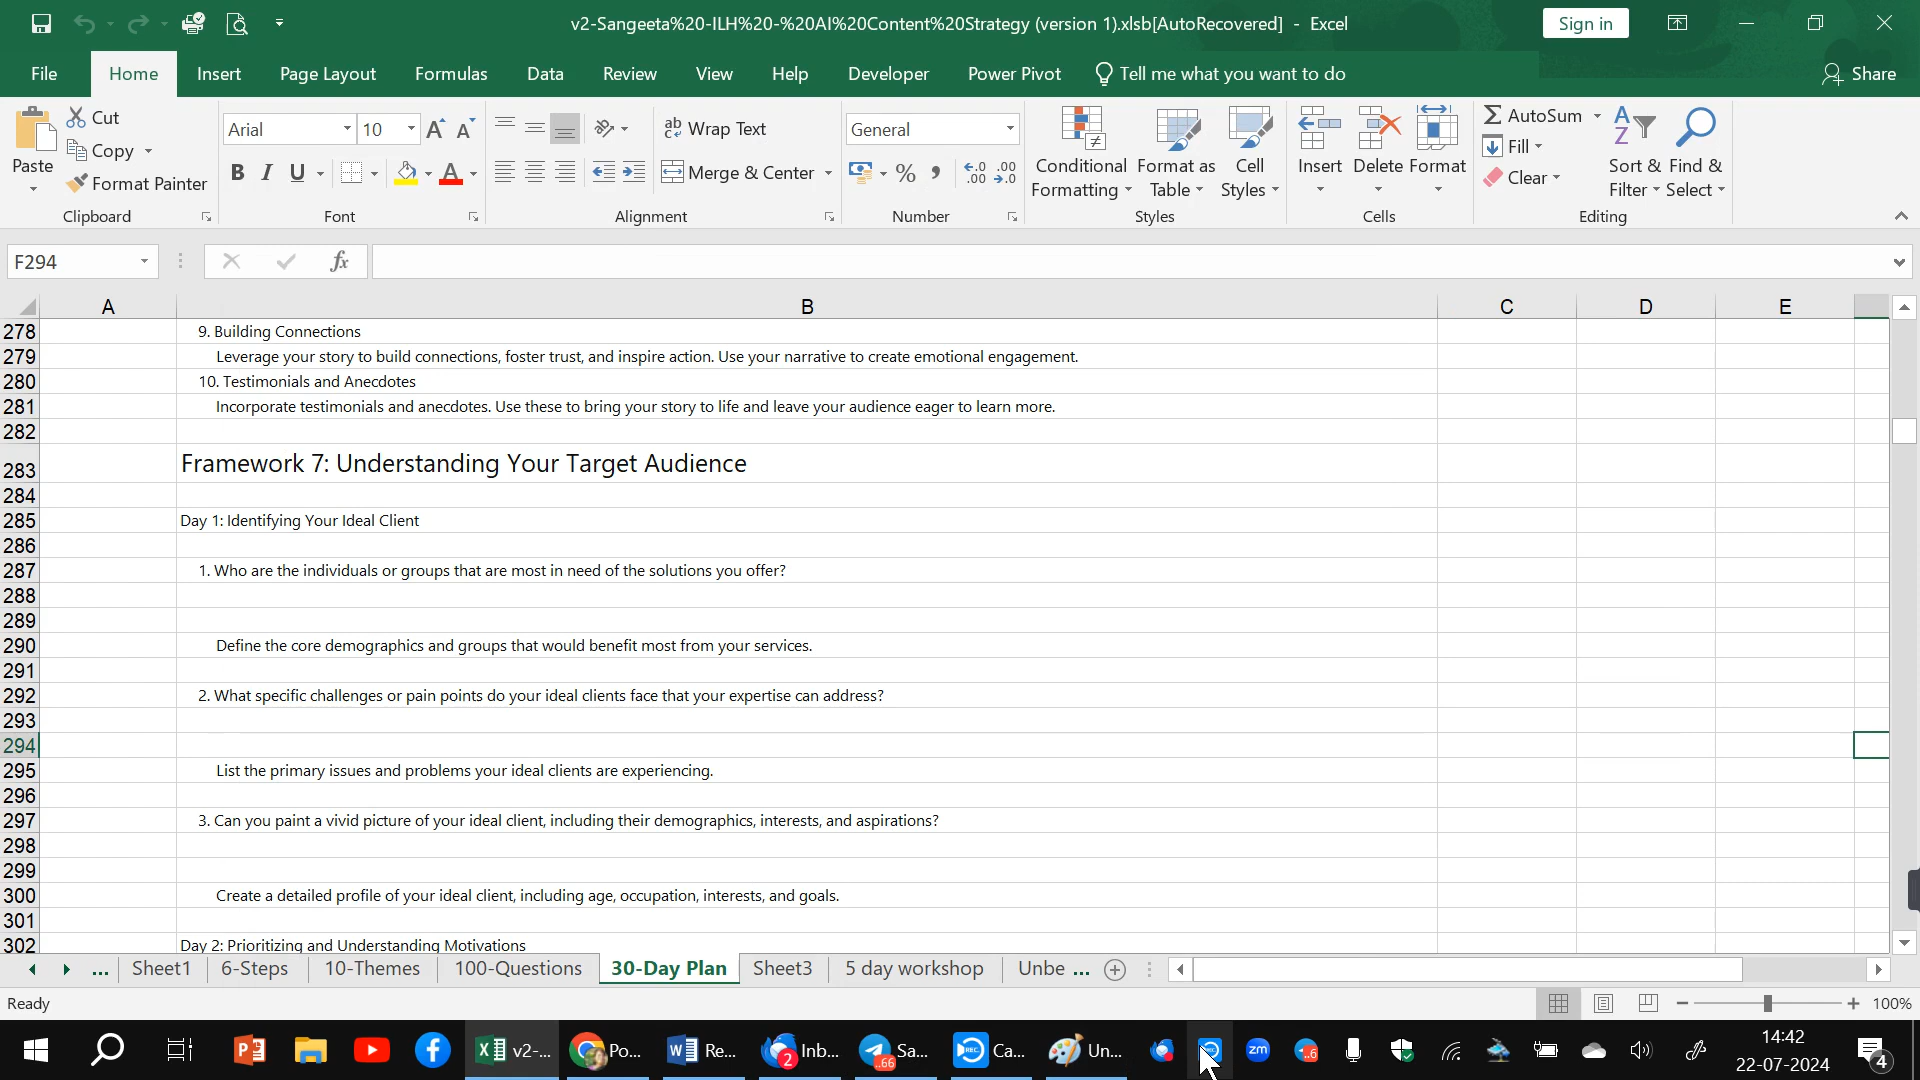 v2-Sangeeta%20-ILH%20-%20AI%20Content%20Strategy (version 1).xlsb[AutoRecovered] - Excel
Sign in
File Home Insert Page Layout Formulas Data Review View Help Developer Power Pivot Tell me what you want to do Share
Paste
Cut
Copy
Format Painter
Clipboard
Arial 10
B I U
Font
ab Wrap Text
Merge & Center
Alignment
General
% ,
Number
Conditional Formatting
Format as Table
Cell Styles
Styles
Insert Delete Format
Cells
AutoSum
Fill
Clear
Sort & Filter
Find & Select
Editing
F294 fx
A B C D E
278 9. Building Connections
279 Leverage your story to build connections, foster trust, and inspire action. Use your narrative to create emotional engagement.
280 10. Testimonials and Anecdotes
281 Incorporate testimonials and anecdotes. Use these to bring your story to life and leave your audience eager to learn more.
282
283 Framework 7: Understanding Your Target Audience
284
285 Day 1: Identifying Your Ideal Client
286
287 1. Who are the individuals or groups that are most in need of the solutions you offer?
288
289
290 Define the core demographics and groups that would benefit most from your services.
291
292 2. What specific challenges or pain points do your ideal clients face that your expertise can address?
293
294
295 List the primary issues and problems your ideal clients are experiencing.
296
297 3. Can you paint a vivid picture of your ideal client, including their demographics, interests, and aspirations?
298
299
300 Create a detailed profile of your ideal client, including age, occupation, interests, and goals.
301
302 Day 2: Prioritizing and Understanding Motivations
... Sheet1 6-Steps 10-Themes 100-Questions 30-Day Plan Sheet3 5 day workshop Unbe ...
Ready 100%
v2-... Po... Re... Inb... Sa... Ca... Un... zm
14:42
22-07-2024
4